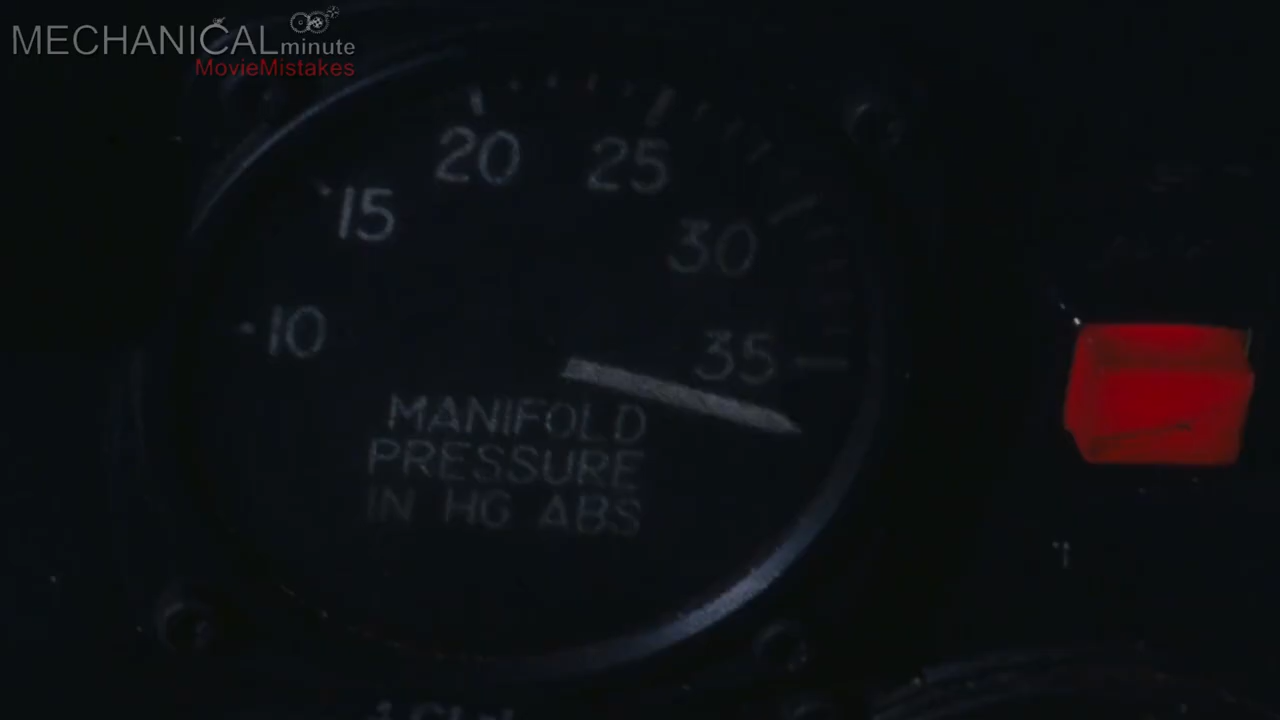 MECHANICALminute
MovieMistakes
20
25
15
30
10
35
MANIFOLD
PRESSURE
IN HG ABS